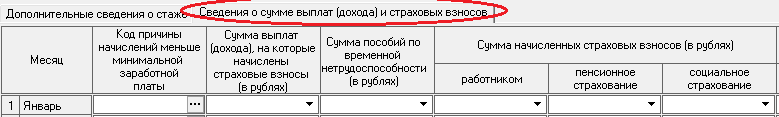 Дополнительные сведения о стаже
Сведения о сумме выплат (дохода) и страховых взносов
Месяц
Код причины
начислений меньше
минимальной
заработной
платы
Сумма выплат
(дохода), на которые
начислены
страховые взносы
(в рублях)
Сумма пособий по
временной
нетрудоспособности
(в рублях)
Сумма начисленных страховых взносов (в рублях)
работником
пенсионное
страхование
социальное
страхование
1 Январь ...